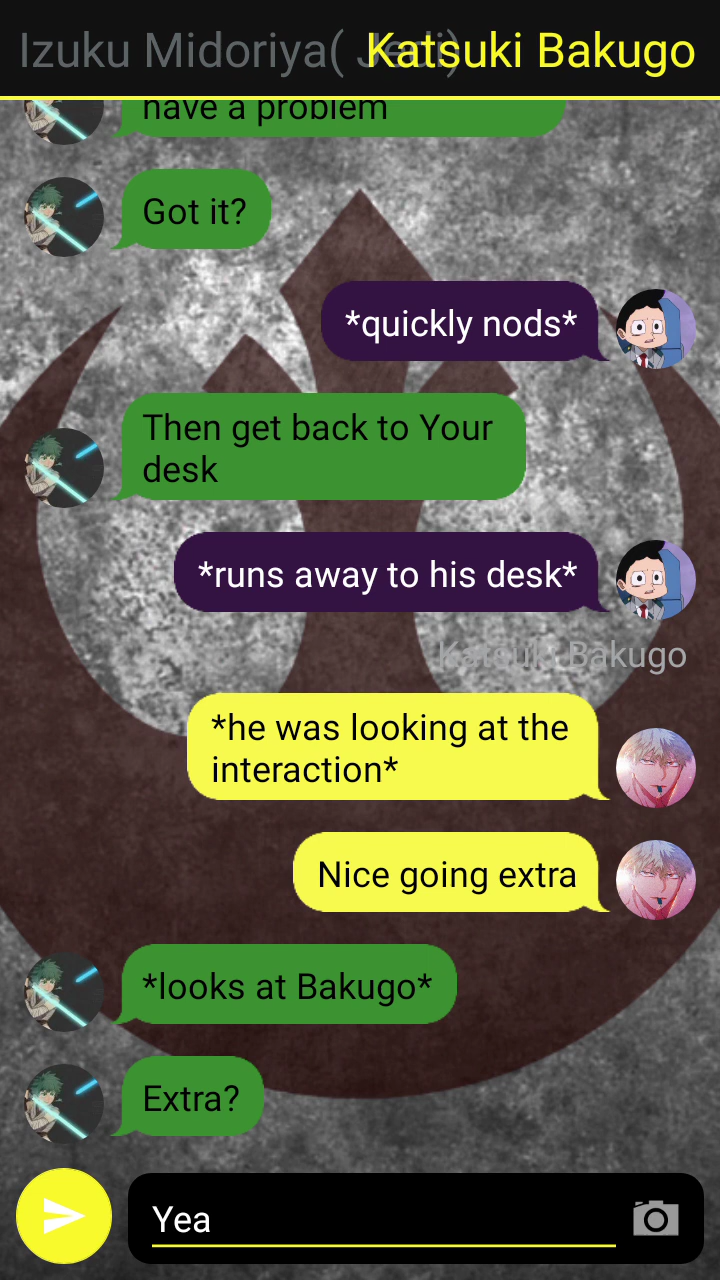 Izuku Midoriya( Jedi)
Katsuki Bakugo
have a problem
Got it?
*quickly nods*
Then get back to Your
desk
*runs away to his desk*
Katsuki Bakugo
*he was looking at the
interaction*
Nice going extra
*looks at Bakugo*
Extra?
Yea